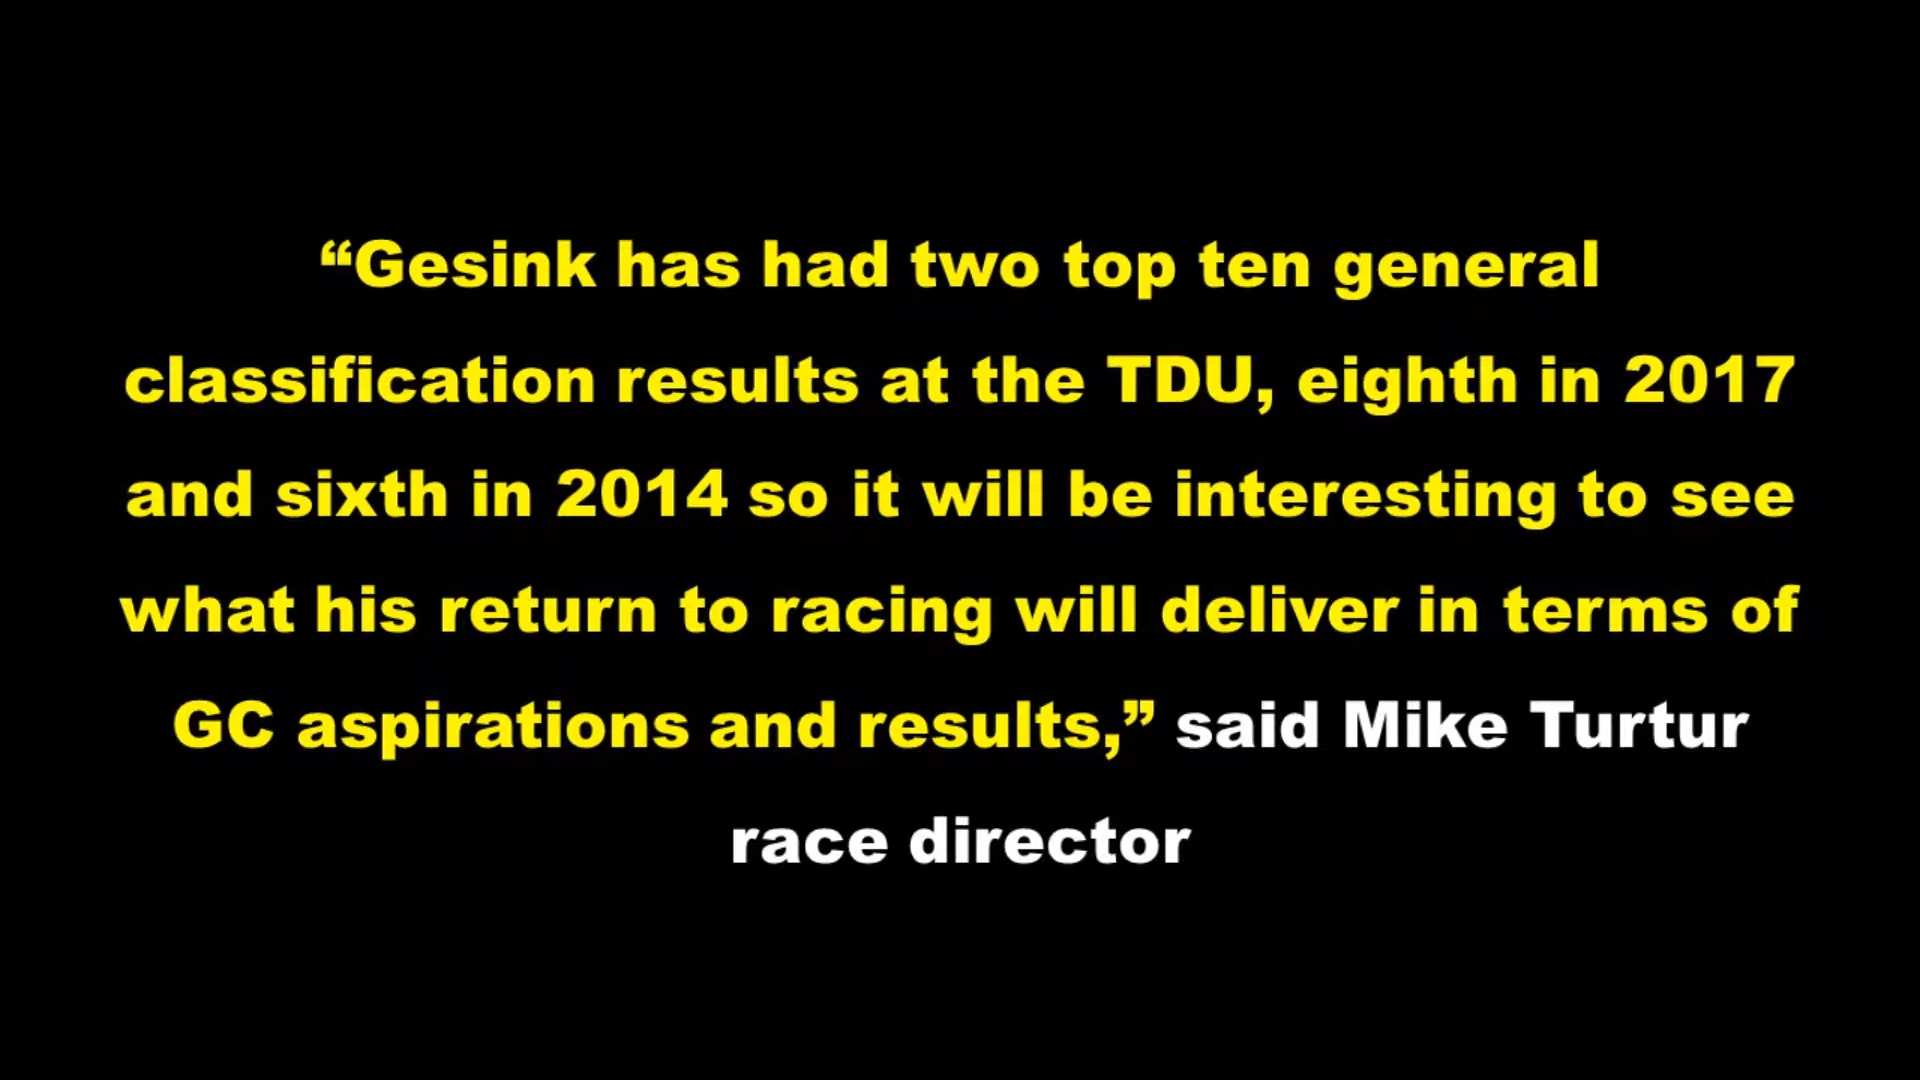 “Gesink has had two top ten general
classification results at the TDU, eighth in 2017
and sixth in 2014 so it will be interesting to see
what his return to racing will deliver in terms of
GC aspirations and results,” said Mike Turtur
race director